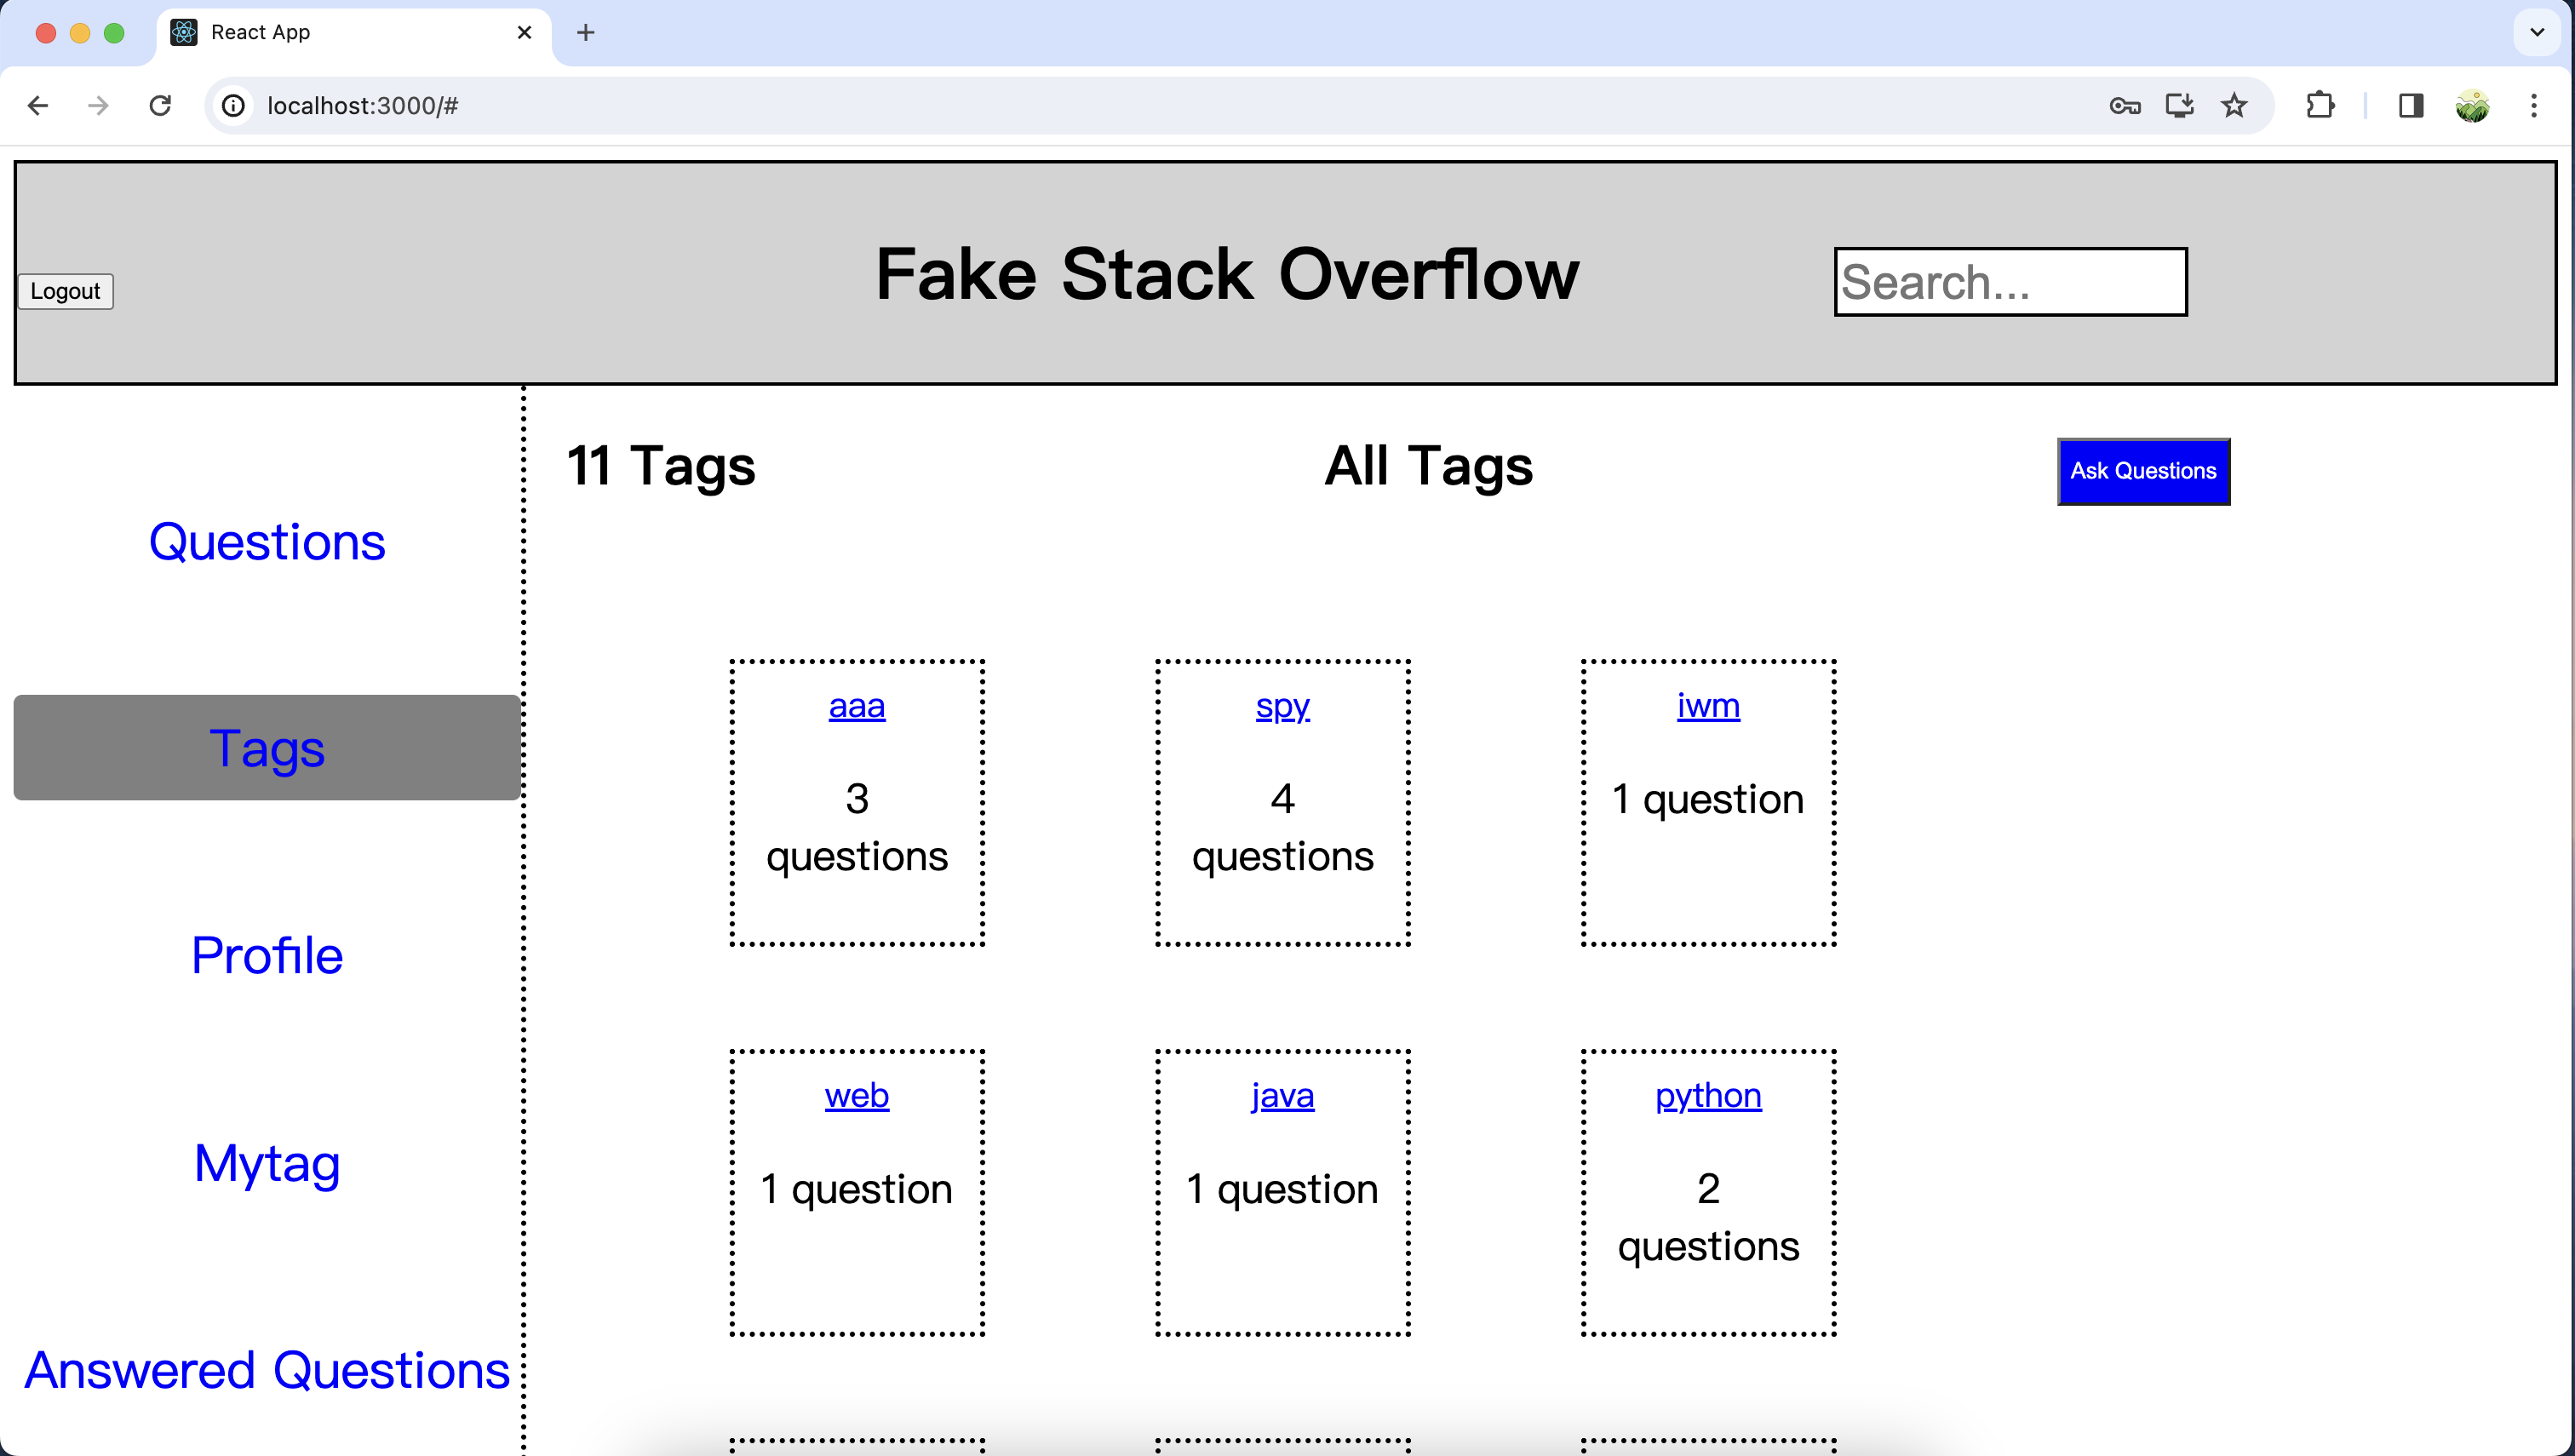 React App
localhost:3000/#
Logout
Fake Stack Overflow
Search...
11 Tags
All Tags
Ask Questions
Questions
Tags
Profile
Mytag
Answered Questions
aaa
3
questions
spy
4
questions
iwm
1 question
web
1 question
java
1 question
python
2
questions